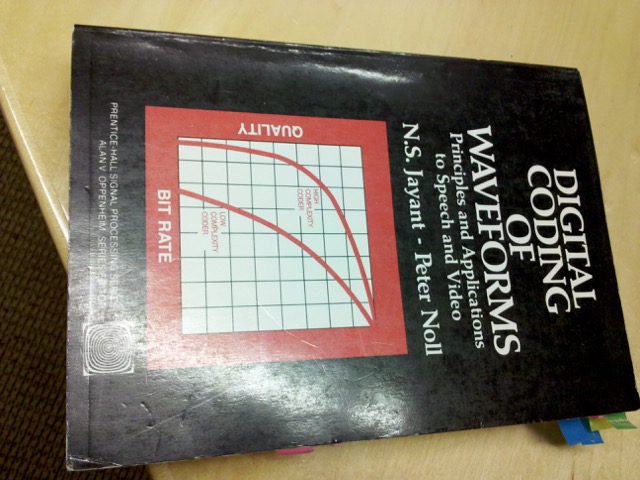 DIGITAL
CODING
OF
WAVEFORMS
Principles and Applications
to Speech and Video
N.S. Jayant - Peter Noll
QUALITY
HIGH
COMPLEXITY
CODER
LOW
COMPLEXITY
CODER
BIT RATE
PRENTICE-HALL SIGNAL PROCESSING SERIES
ALAN V. OPPENHEIM, SERIES EDITOR